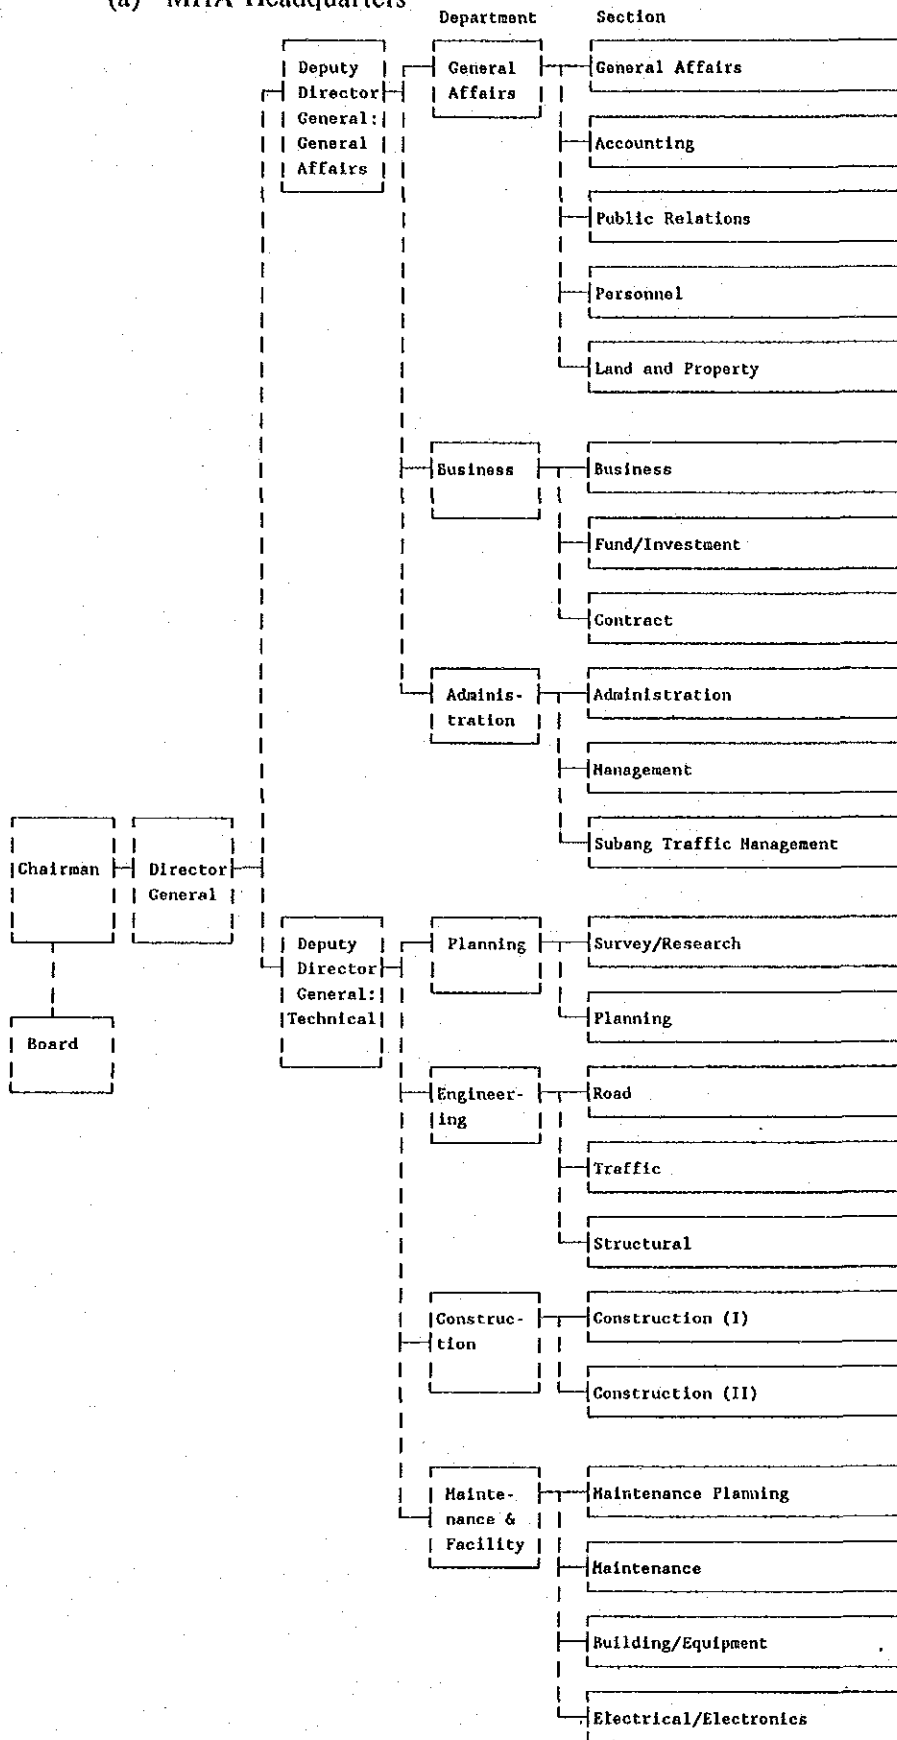 (a) MHA Headquarters
Department Section
Deputy
Director
General:
General
Affairs
General
Affairs
General Affairs
Accounting
Public Relations
Personnel
Land and Property
Business
Business
Fund/Investment
Contract
Adminis-
tration
Administration
Management
Subang Traffic Management
Chairman
Director
General
Board
Deputy
Director
General:
Technical
Planning
Survey/Research
Planning
Engineer-
ing
Road
Traffic
Structural
Construc-
tion
Construction (I)
Construction (II)
Mainte-
nance &
Facility
Maintenance Planning
Maintenance
Building/Equipment
Electrical/Electronics